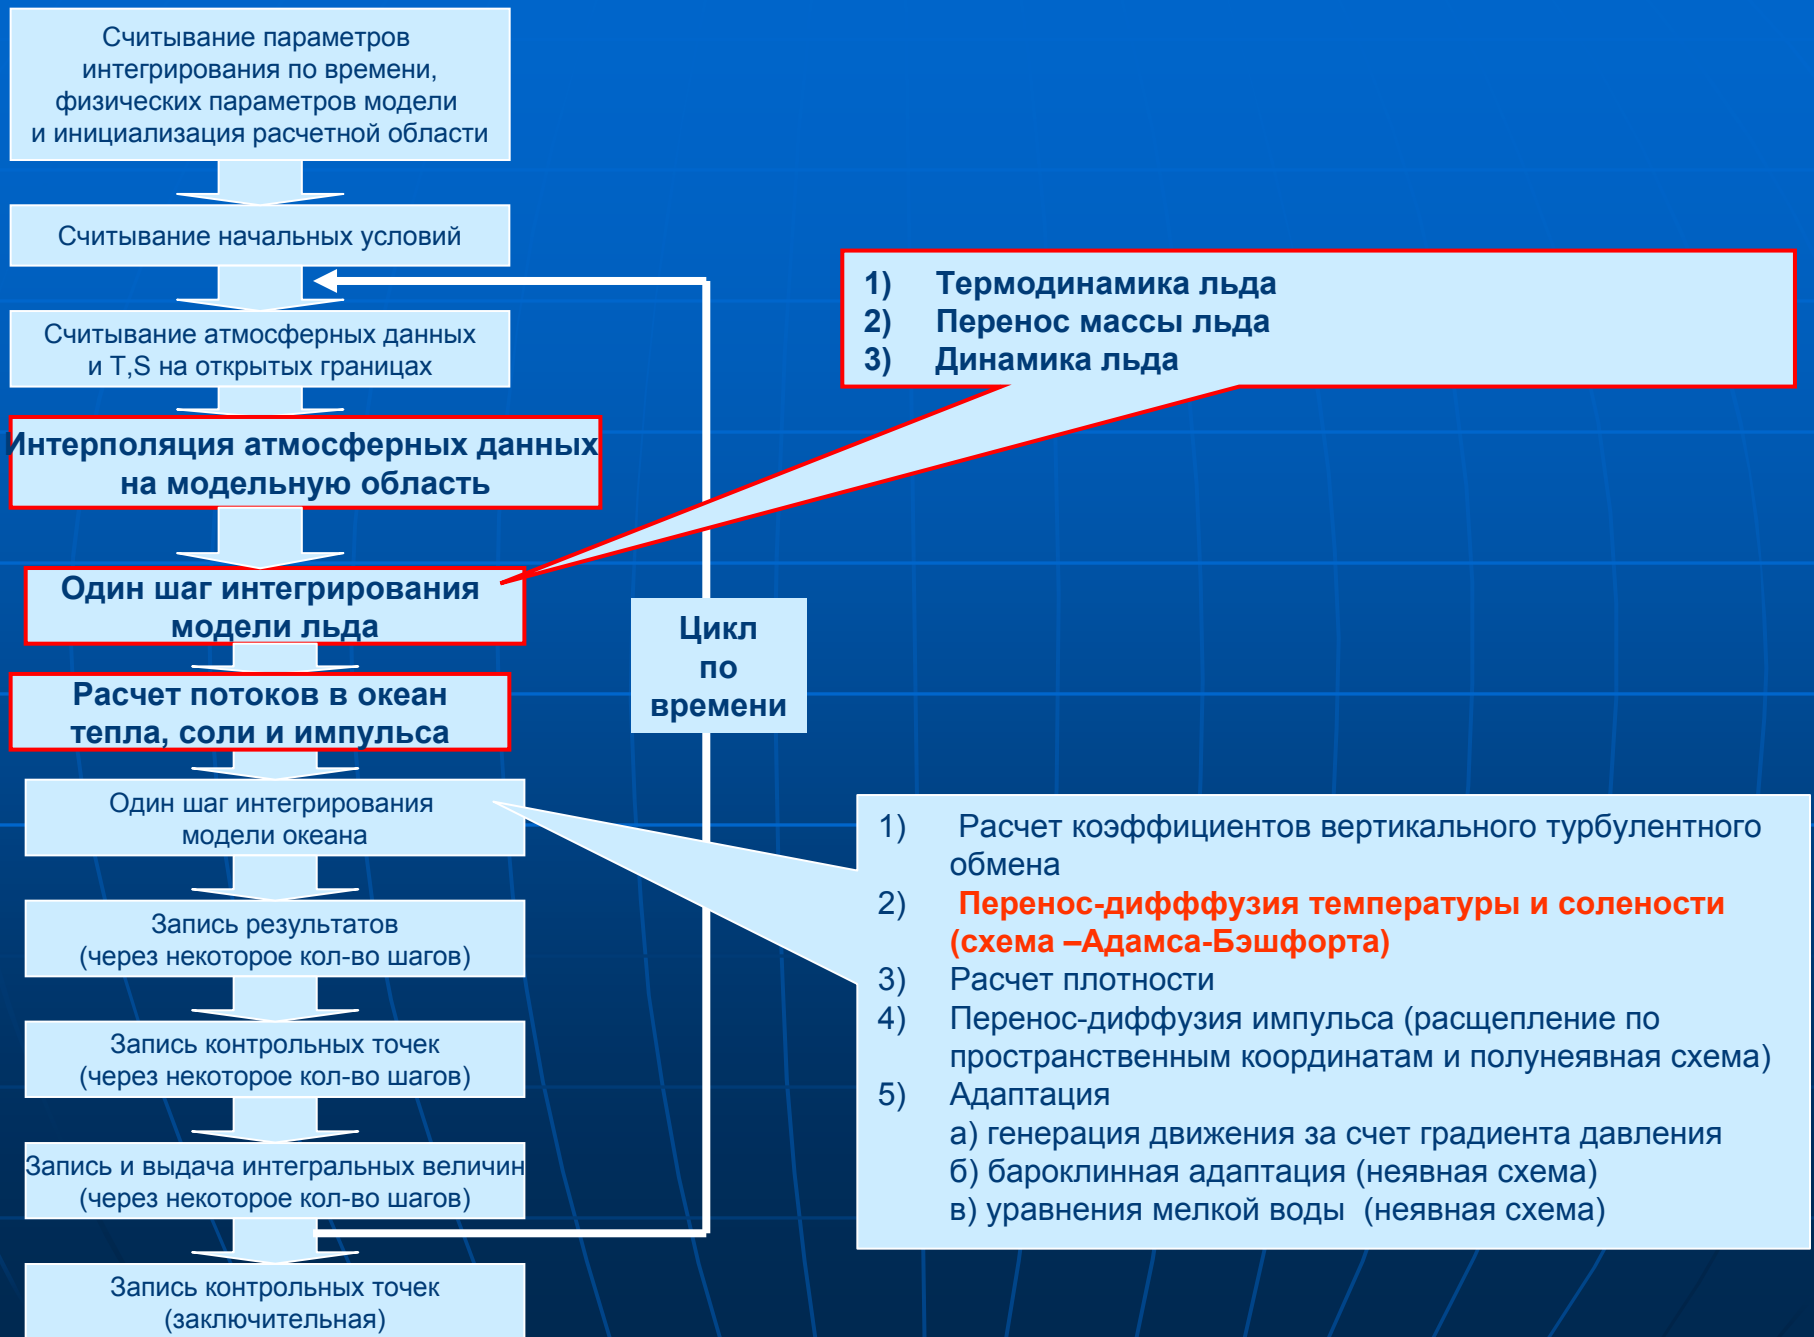 Считывание параметров
интегрирования по времени,
физических параметров модели
и инициализация расчетной области
Считывание начальных условий
Считывание атмосферных данных
и T,S на открытых границах
Интерполяция атмосферных данных
на модельную область
Один шаг интегрирования
модели льда
Расчет потоков в океан
тепла, соли и импульса
Один шаг интегрирования
модели океана
Запись результатов
(через некоторое кол-во шагов)
Запись контрольных точек
(через некоторое кол-во шагов)
Запись и выдача интегральных величин
(через некоторое кол-во шагов)
Запись контрольных точек
(заключительная)
Цикл
по
времени
1) Термодинамика льда
2) Перенос массы льда
3) Динамика льда
1) Расчет коэффициентов вертикального турбулентного
обмена
2) Перенос-дифффузия температуры и солености
(схема –Адамса-Бэшфорта)
3) Расчет плотности
4) Перенос-диффузия импульса (расщепление по
пространственным координатам и полунеявная схема)
5) Адаптация
а) генерация движения за счет градиента давления
б) бароклинная адаптация (неявная схема)
в) уравнения мелкой воды (неявная схема)